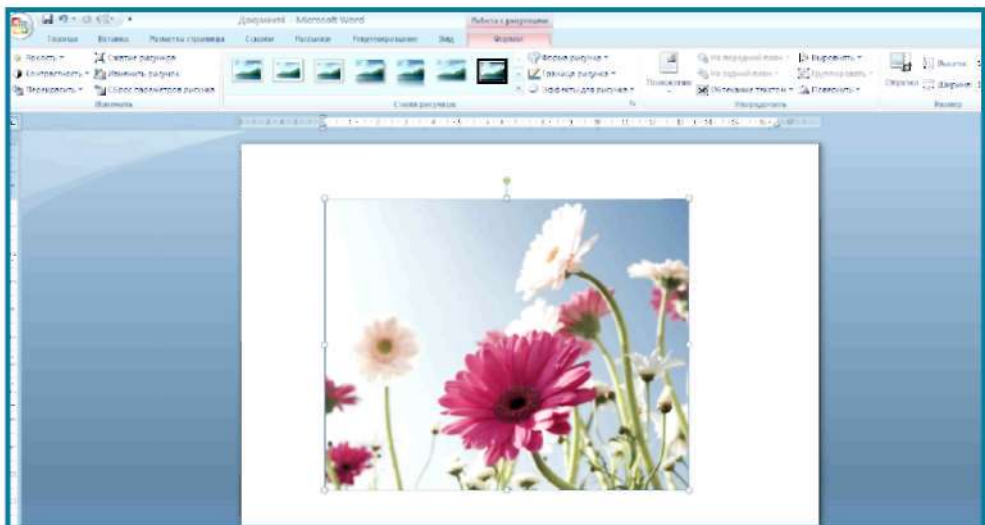 Документ1 - Microsoft Word
Работа с рисунками
Главная Вставка Разметка страницы Ссылки Рассылки Рецензирование Вид Формат
Яркость Сжатие рисунков
Контрастность Изменить рисунок
Перекрасить Сброс параметров рисунка
Изменить
Форма рисунка
Граница рисунка
Эффекты для рисунка
Стили рисунков
Положение
На передний план Выровнять
На задний план Группировать
Обтекание текстом Повернуть
Упорядочить
Обрезка
Высота:
Ширина:
Размер